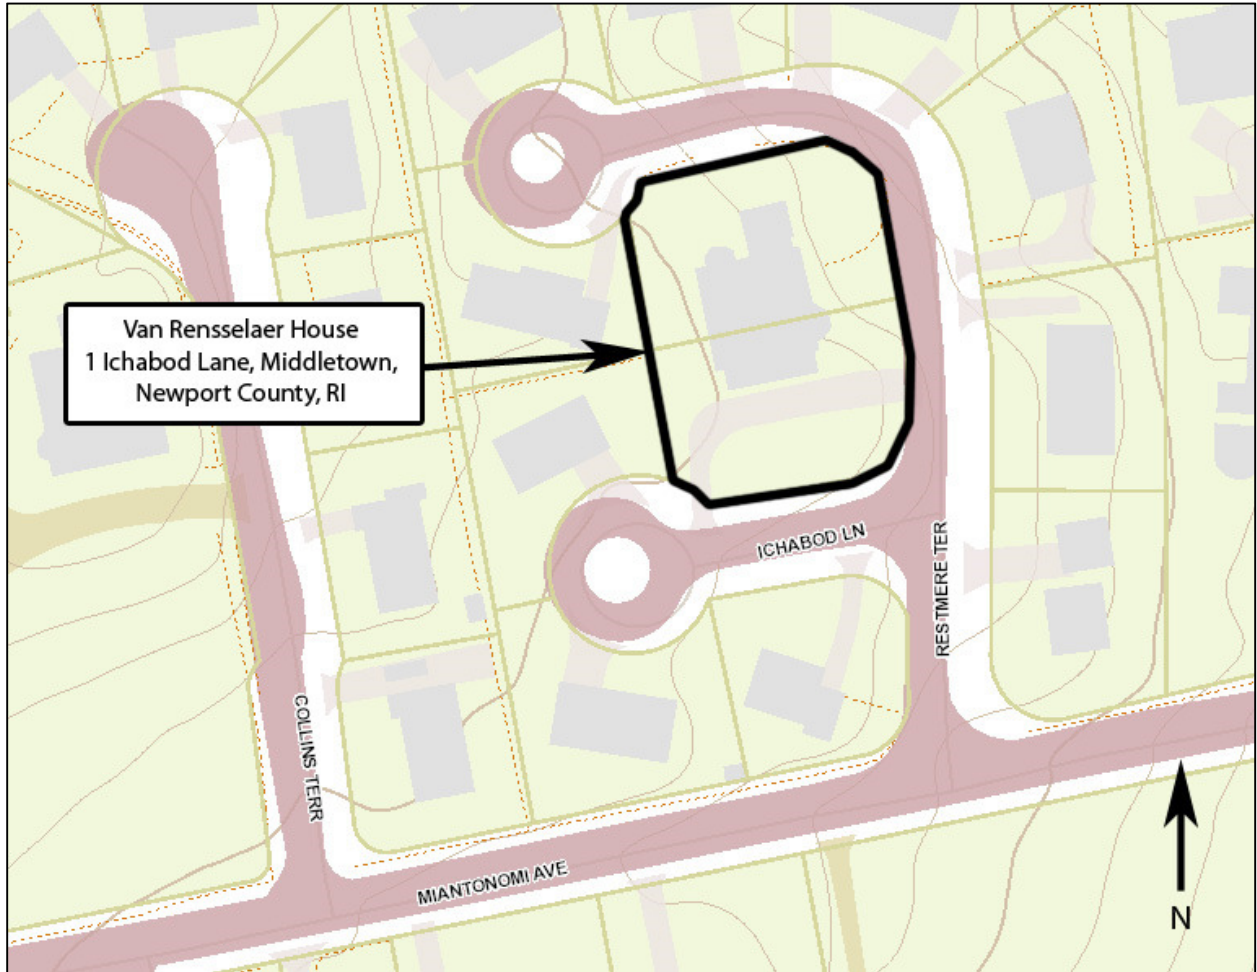 Van Rensselaer House
1 Ichabod Lane, Middletown,
Newport County, RI
ICHABOD LN
RESTMERE TER
COLLINS TERR
MIANTONOMI AVE
N